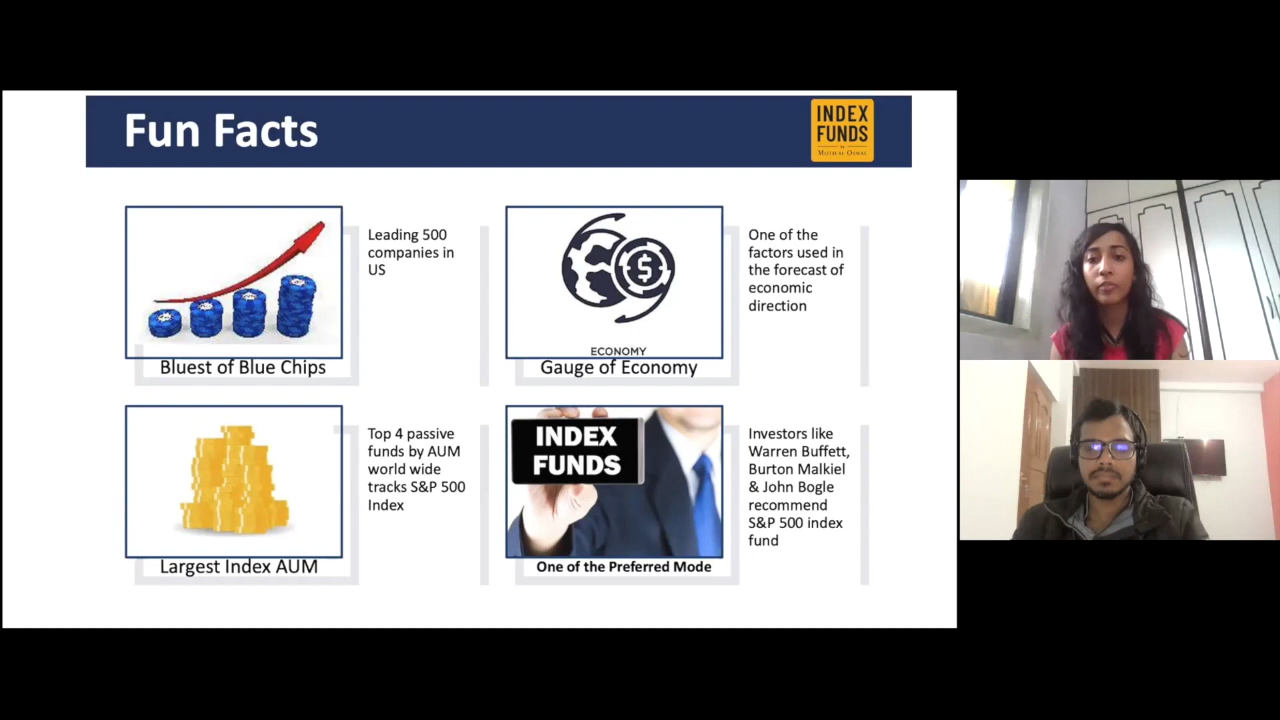 Fun Facts
INDEX
FUNDS
by
MOTILAL OSWAL
Leading 500
companies in
US
Bluest of Blue Chips
One of the
factors used in
the forecast of
economic
direction
ECONOMY
Gauge of Economy
Top 4 passive
funds by AUM
world wide
tracks S&P 500
Index
Largest Index AUM
INDEX
FUNDS
Investors like
Warren Buffett,
Burton Malkiel
& John Bogle
recommend
S&P 500 index
fund
One of the Preferred Mode